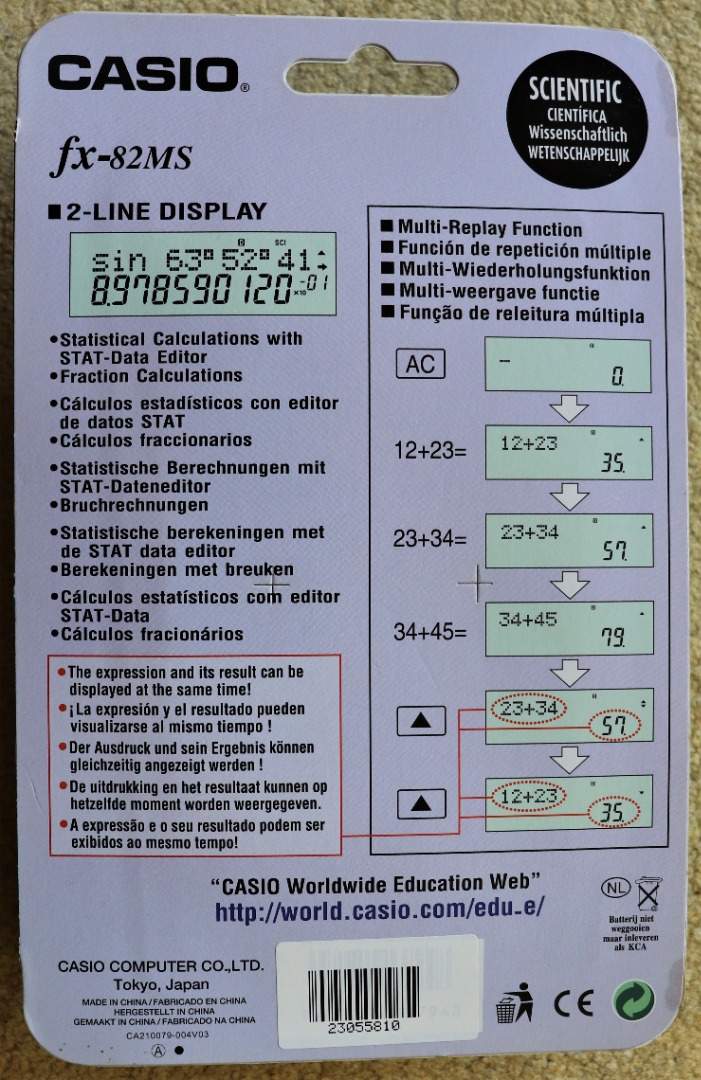 CASIO®
SCIENTIFIC
CIENTÍFICA
Wissenschaftlich
WETENSCHAPPELIJK
fx-82MS
■ 2-LINE DISPLAY
D SCI
sin 63°52°41
8.978590120×10-01
•Statistical Calculations with
STAT-Data Editor
•Fraction Calculations
•Cálculos estadísticos con editor
de datos STAT
•Cálculos fraccionarios
•Statistische Berechnungen mit
STAT-Dateneditor
•Bruchrechnungen
•Statistische berekeningen met
de STAT data editor
•Berekeningen met breuken
•Cálculos estatísticos com editor
STAT-Data
•Cálculos fracionários
•The expression and its result can be
displayed at the same time!
•¡La expresión y el resultado pueden
visualizarse al mismo tiempo !
•Der Ausdruck und sein Ergebnis können
gleichzeitig angezeigt werden !
•De uitdrukking en het resultaat kunnen op
hetzelfde moment worden weergegeven.
•A expressão e o seu resultado podem ser
exibidos ao mesmo tempo!
■ Multi-Replay Function
■ Función de repetición múltiple
■ Multi-Wiederholungsfunktion
■ Multi-weergave functie
■ Função de releitura múltipla
AC
0.
12+23=
12+23
35.
23+34=
23+34
57.
34+45=
34+45
79.
▲
23+34
57.
▲
12+23
35.
"CASIO Worldwide Education Web"
http://world.casio.com/edu_e/
NL
Batterij niet
weggooien
maar inleveren
als KCA
CASIO COMPUTER CO.,LTD.
Tokyo, Japan
MADE IN CHINA/FABRICADO EN CHINA
HERGESTELLT IN CHINA
GEMAAKT IN CHINA/FABRICADO NA CHINA
CA210079-004V03
A
23055810
CE